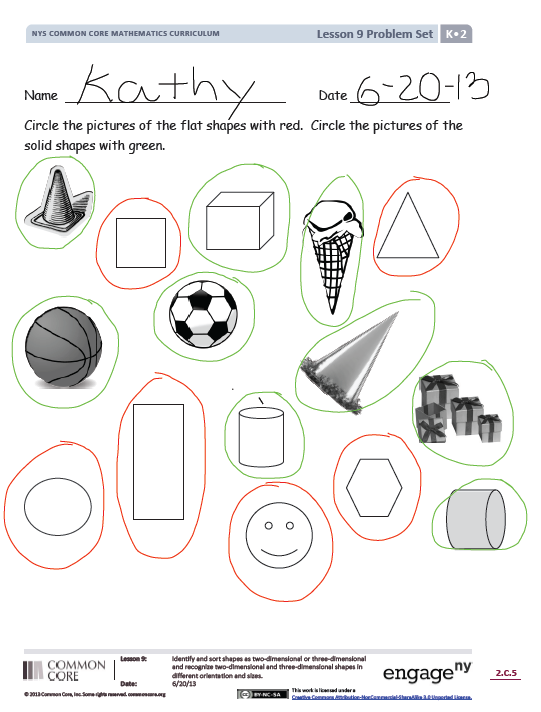 NYS COMMON CORE MATHEMATICS CURRICULUM Lesson 9 Problem Set K•2
Name Kathy Date 6-20-13
Circle the pictures of the flat shapes with red. Circle the pictures of the
solid shapes with green.
COMMON
CORE
Lesson 9:
Identify and sort shapes as two-dimensional or three-dimensional
and recognize two-dimensional and three-dimensional shapes in
different orientation and sizes.
Date: 6/20/13
engage ny
2.C.5
© 2013 Common Core, Inc. Some rights reserved. commoncore.org
CC BY-NC-SA
This work is licensed under a
Creative Commons Attribution-NonCommercial-ShareAlike 3.0 Unported License.